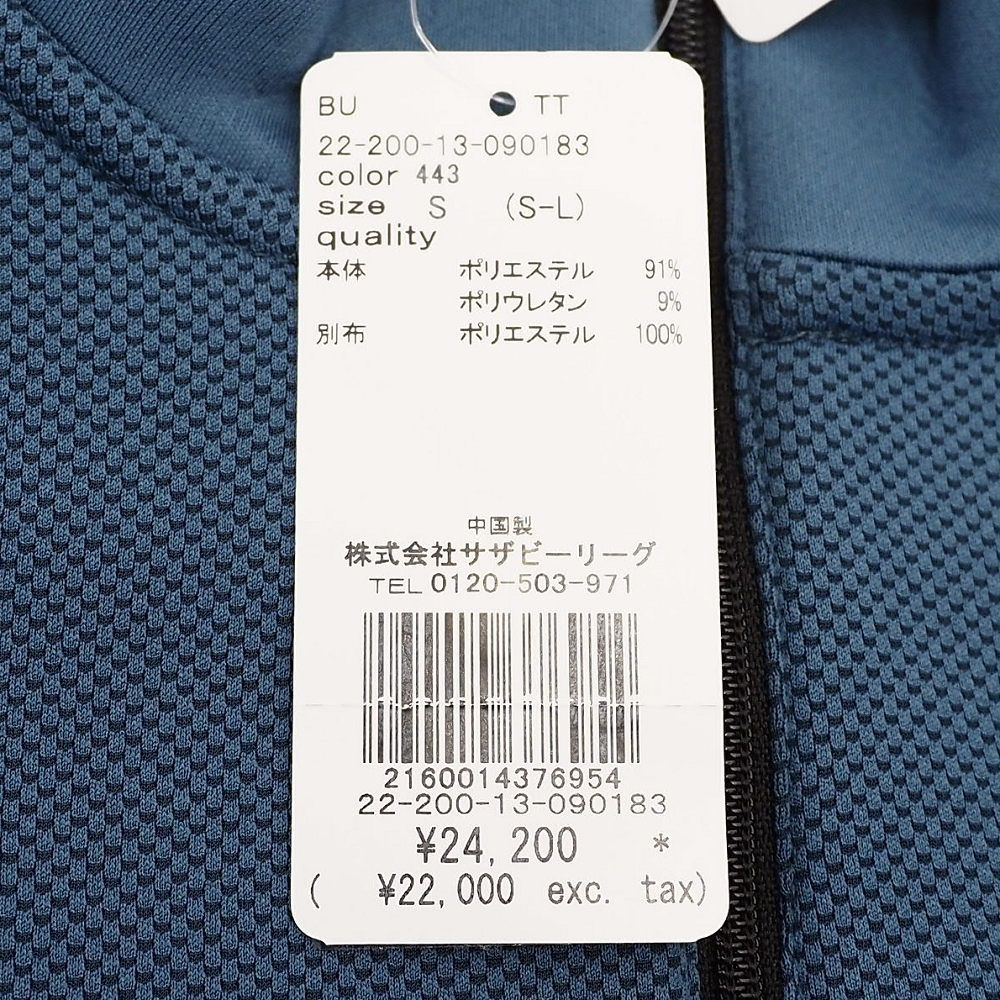 BU TT
22-200-13-090183
color 443
size S (S-L)
quality
本体 ポリエステル 91%
ポリウレタン 9%
別布 ポリエステル 100%
中国製
株式会社サザビーリーグ
TEL 0120-503-971
2160014376954
22-200-13-090183
¥24,200 *
( ¥22,000 exc. tax)